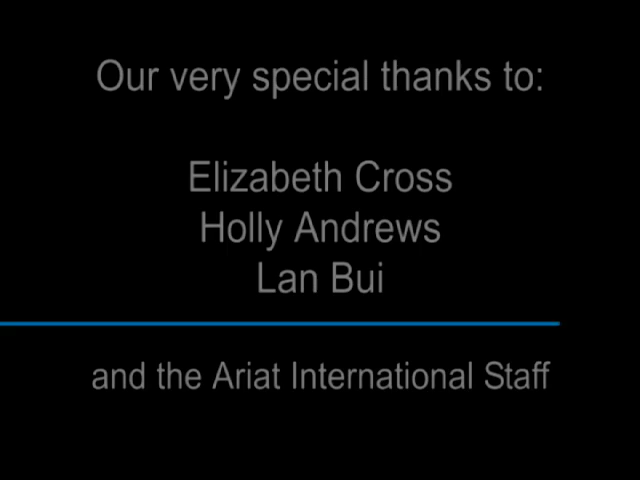 Our very special thanks to:
Elizabeth Cross
Holly Andrews
Lan Bui
and the Ariat International Staff